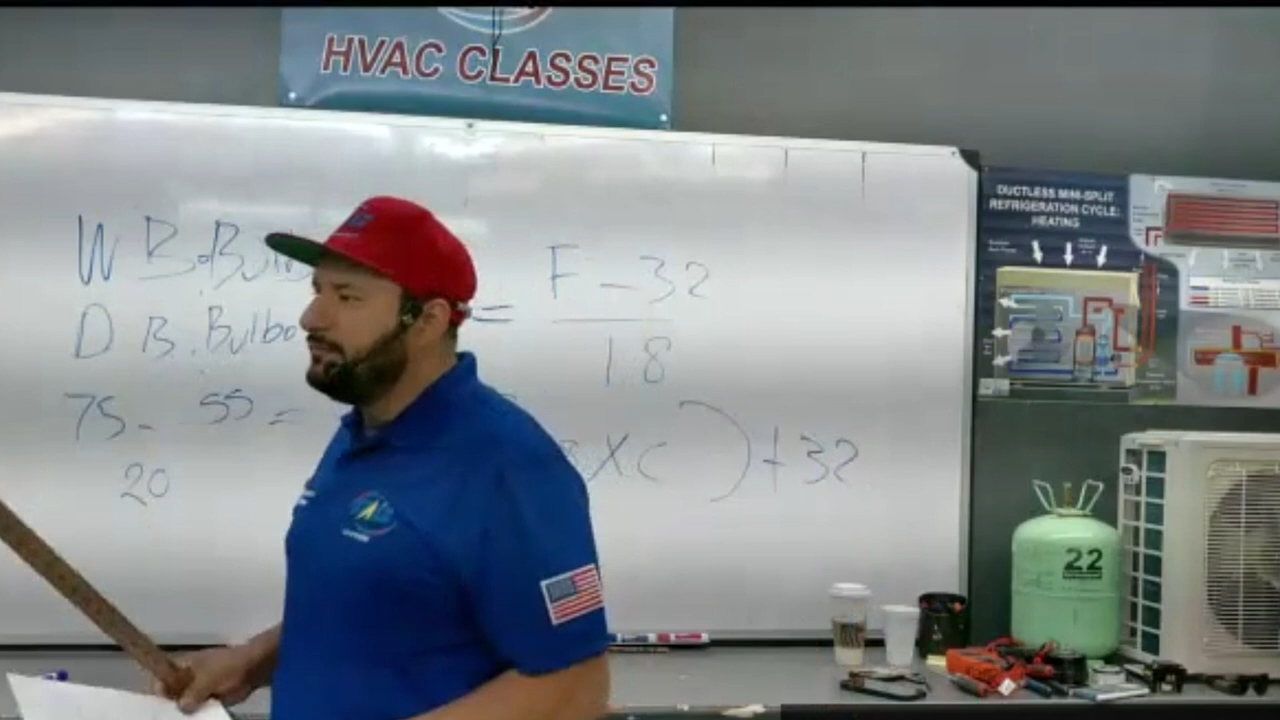 HVAC CLASSES
W B. Bulb
D B. Bulbo
= F - 32
1.8
75 - 55 =
20
X C ) + 32
DUCTLESS MINI-SPLIT
REFRIGERATION CYCLE:
HEATING
22